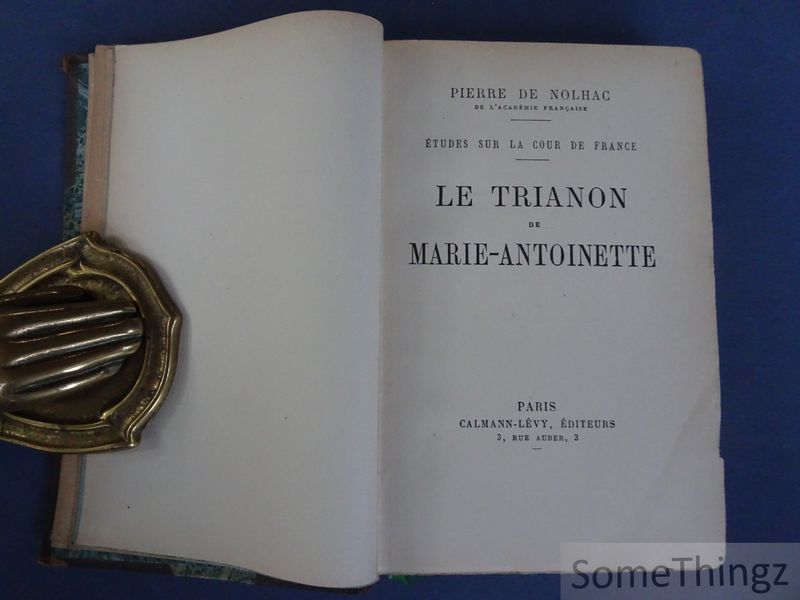 PIERRE DE NOLHAC
DE L'ACADÉMIE FRANÇAISE
ÉTUDES SUR LA COUR DE FRANCE
LE TRIANON
DE
MARIE-ANTOINETTE
PARIS
CALMANN-LÉVY, ÉDITEURS
3, RUE AUBER, 3
SomeThingz